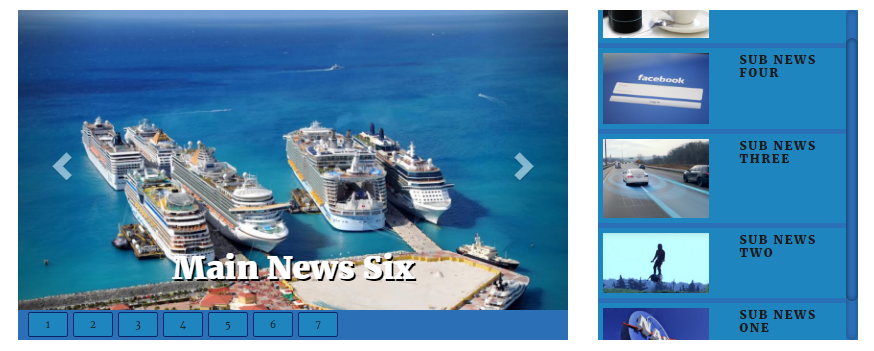 Main News Six
1 2 3 4 5 6 7
facebook
SUB NEWS
FOUR
SUB NEWS
THREE
SUB NEWS
TWO
SUB NEWS
ONE